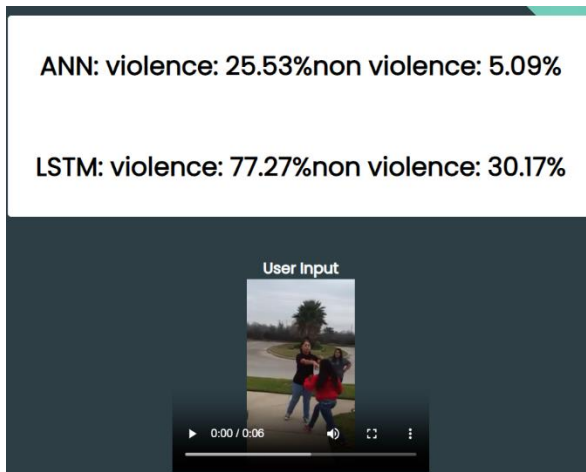 ANN: violence: 25.53%non violence: 5.09%
LSTM: violence: 77.27%non violence: 30.17%
User Input
0:00 / 0:06